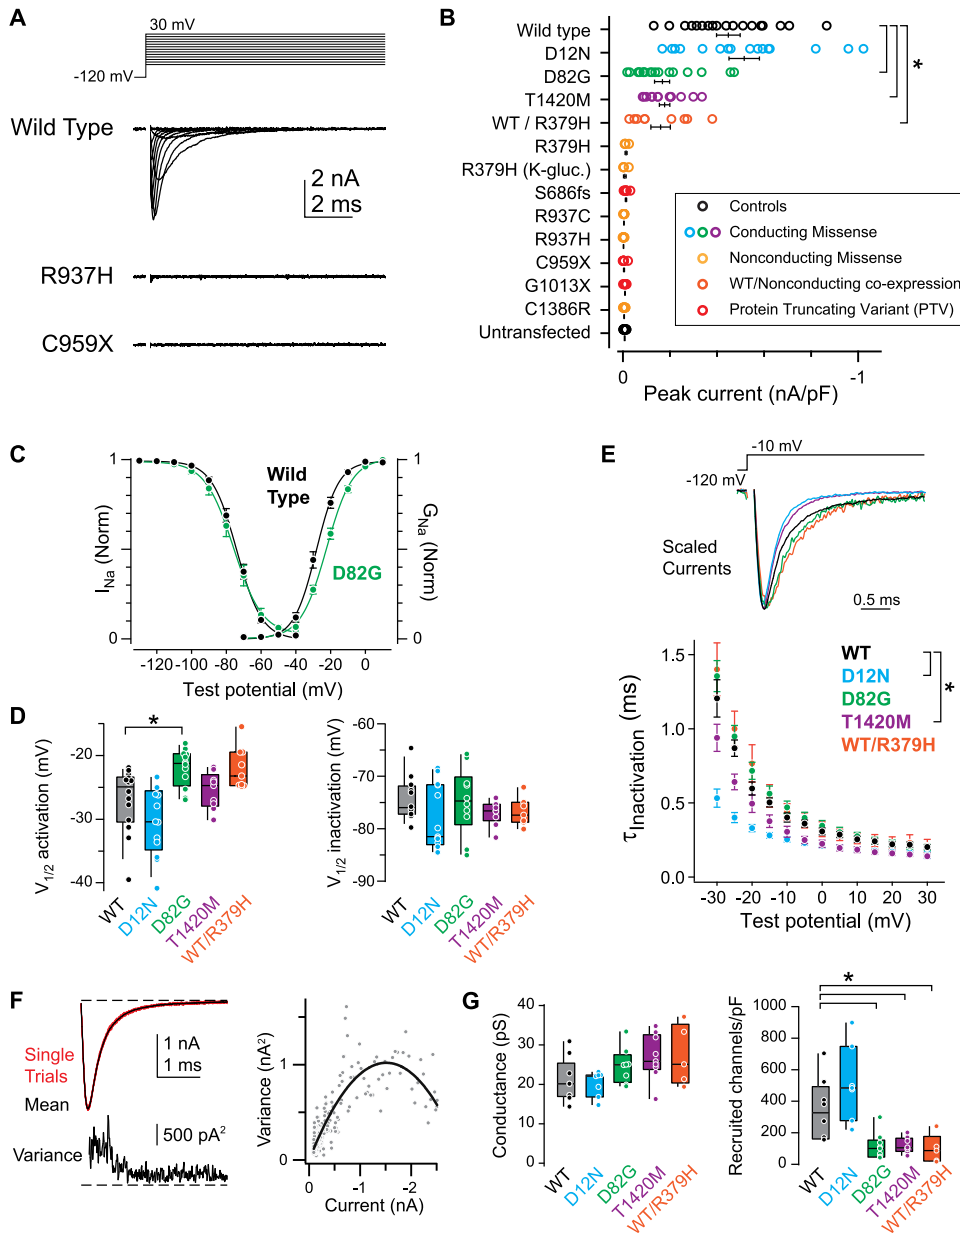 A
30 mV
-120 mV
Wild Type
2 nA
2 ms
R937H
C959X
B
Wild type
D12N
D82G
T1420M
WT / R379H
R379H
R379H (K-gluc.)
S686fs
R937C
R937H
C959X
G1013X
C1386R
Untransfected
*
Controls
Conducting Missense
Nonconducting Missense
WT/Nonconducting co-expression
Protein Truncating Variant (PTV)
0
-1
Peak current (nA/pF)
C
1
0
I Na (Norm)
Wild
Type
D82G
1
0
G Na (Norm)
-120 -100 -80 -60 -40 -20 0
Test potential (mV)
D
*
-20
-30
-40
V1/2 activation (mV)
WT
D12N
D82G
T1420M
WT/R379H
-60
-70
-80
-90
V1/2 inactivation (mV)
WT
D12N
D82G
T1420M
WT/R379H
E
-10 mV
-120 mV
Scaled
Currents
0.5 ms
1.5
1.0
0.5
0.0
τInactivation (ms)
WT
D12N
D82G
T1420M
WT/R379H
*
-30 -20 -10 0 10 20 30
Test potential (mV)
F
Single
Trials
Mean
Variance
1 nA
1 ms
500 pA2
1
0
Variance (nA2)
0 -1 -2
Current (nA)
G
40
30
20
10
0
Conductance (pS)
WT
D12N
D82G
T1420M
WT/R379H
*
1000
800
600
400
200
0
Recruited channels/pF
WT
D12N
D82G
T1420M
WT/R379H